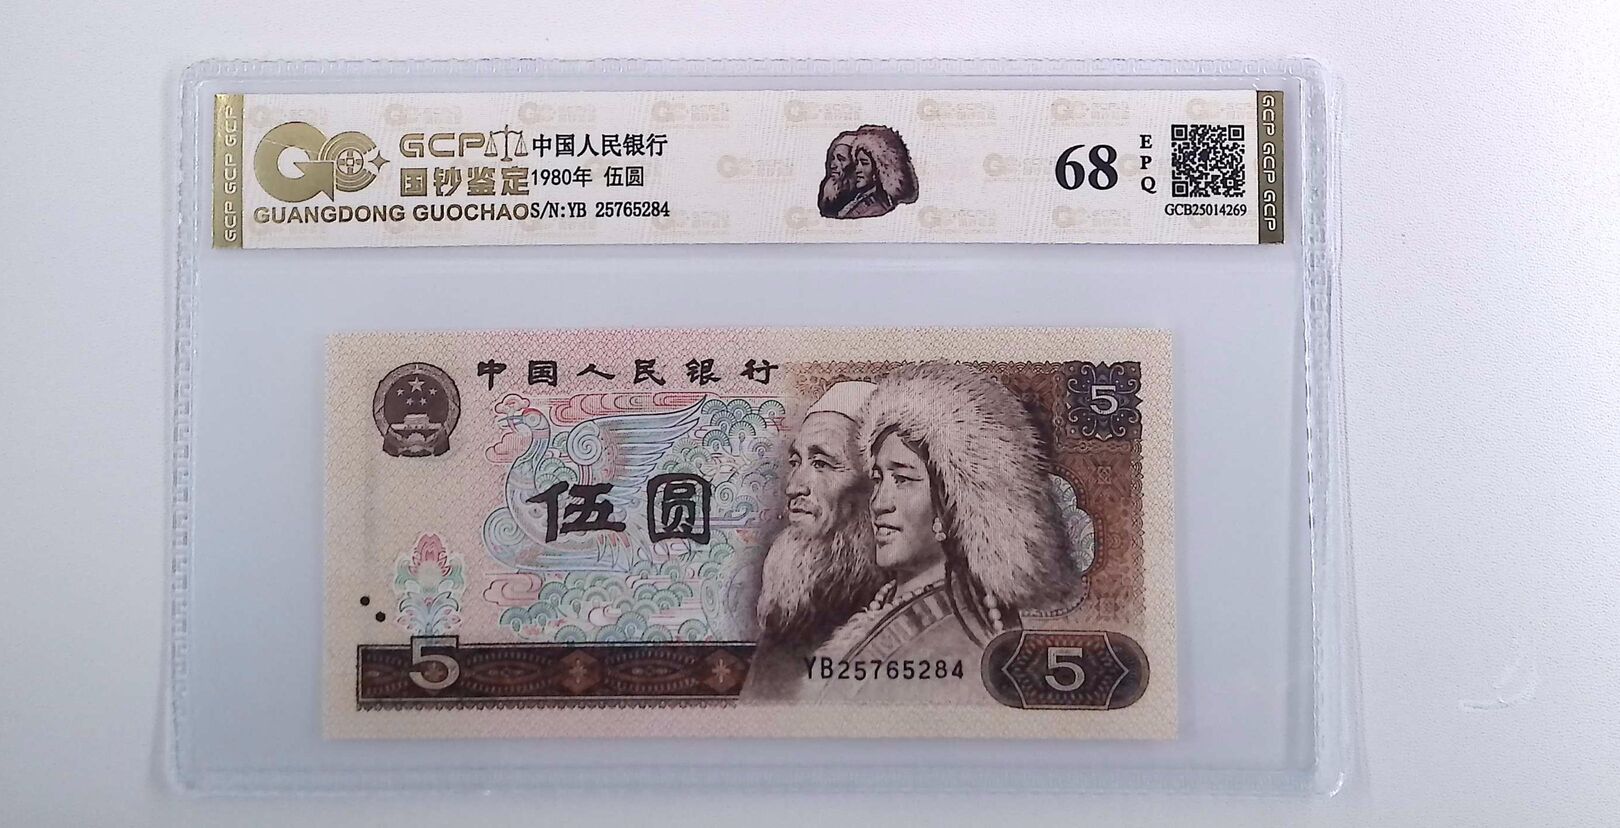 GCP 中国人民银行
国钞鉴定 1980年 伍圆
GUANGDONG GUOCHAO S/N:YB 25765284
68
EPQ
GCB25014269
GCP GCP GCP
GCP GCP GCP
中国人民银行
5
伍圆
5
YB25765284
5